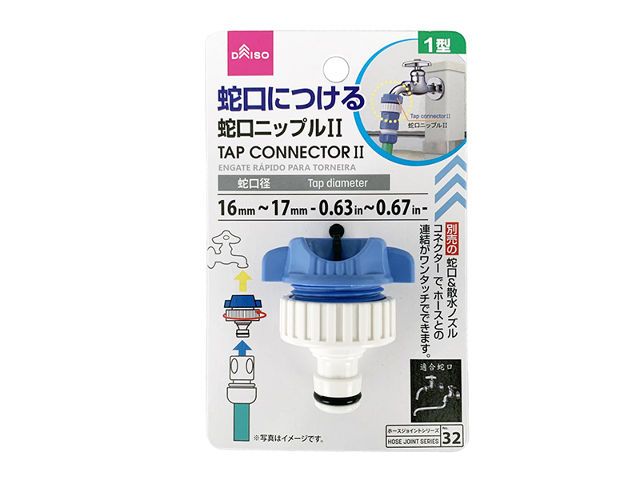 DAISO
1型
蛇口につける
蛇口ニップルII
TAP CONNECTOR II
ENGATE RÁPIDO PARA TORNEIRA
蛇口径 Tap diameter
16mm~17mm -0.63in~0.67in-
Tap connector II
蛇口ニップルII
別売の蛇口&散水ノズル
コネクターで、ホースとの
連結がワンタッチでできます。
適合蛇口
※写真はイメージです。
ホースジョイントシリーズ
HOSE JOINT SERIES
No.
32